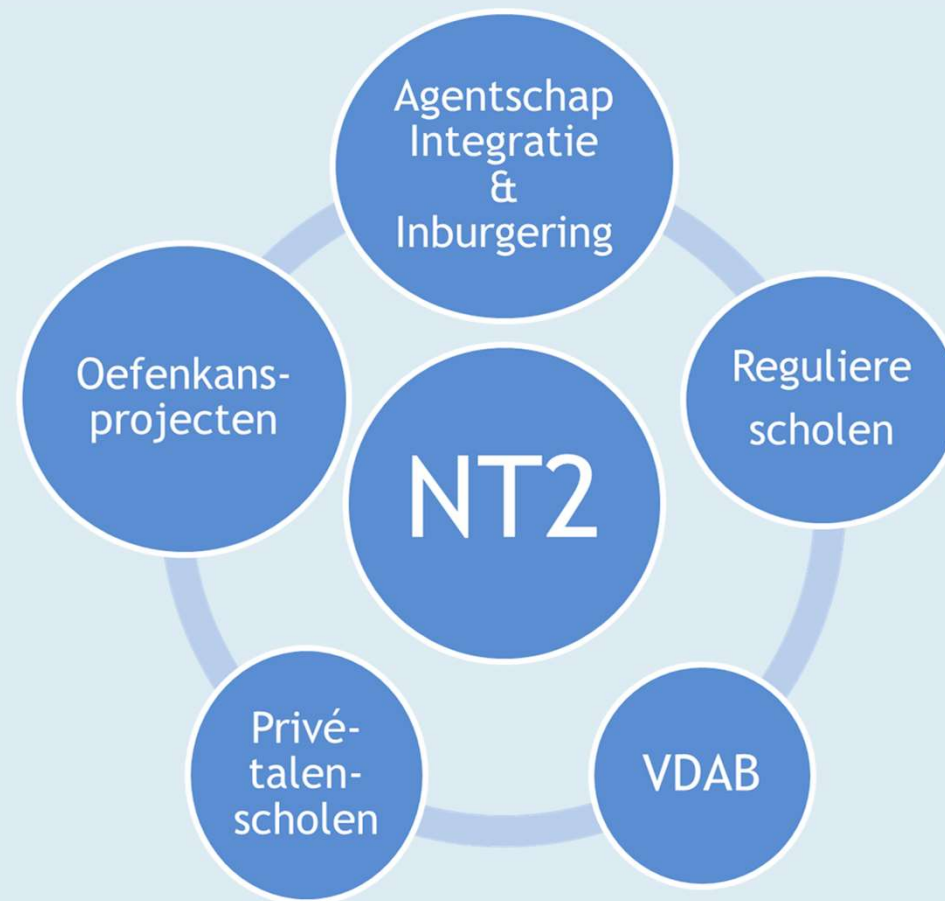 Agentschap
Integratie
&
Inburgering
Reguliere
scholen
VDAB
Privé-
talen-
scholen
Oefenkans-
projecten
NT2